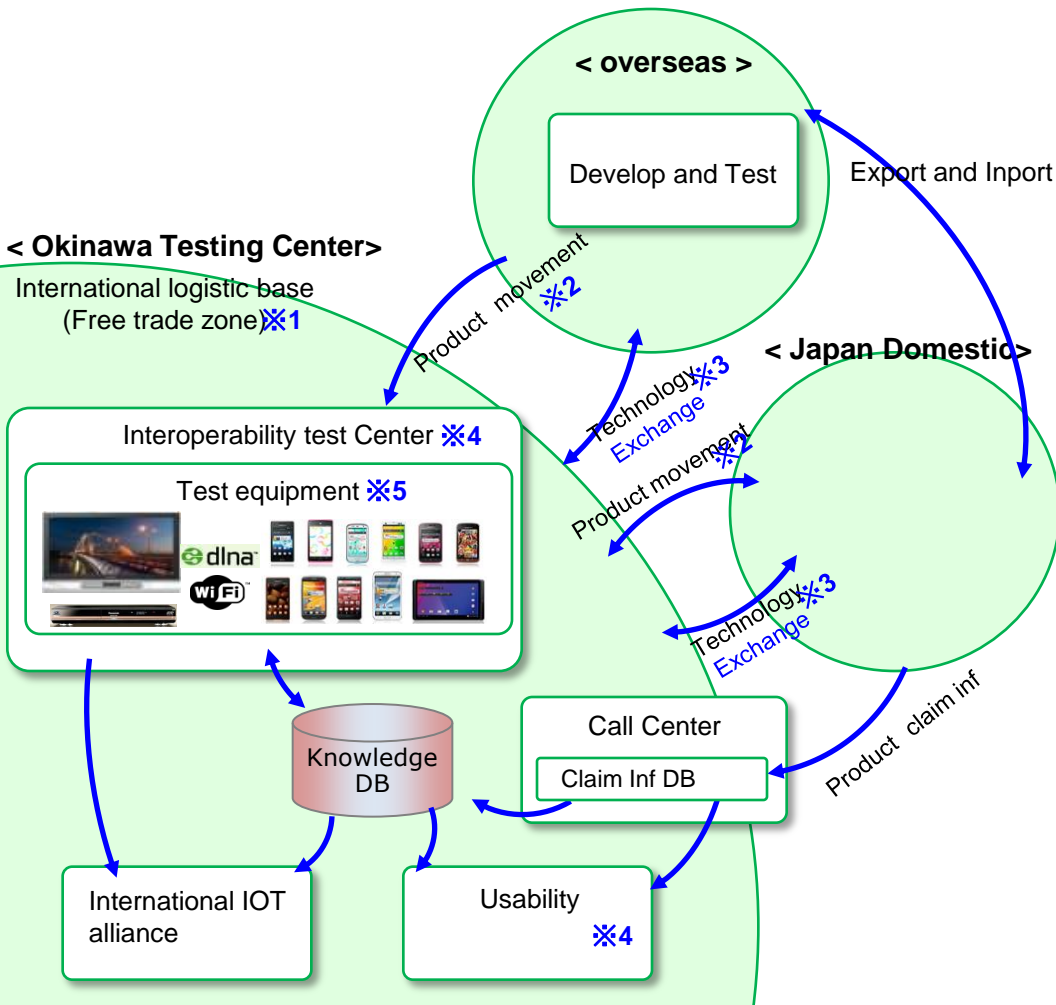 < overseas >
Develop and Test
Export and Inport
< Okinawa Testing Center>
International logistic base
(Free trade zone)※1
Product movement
※2
Technology※3
Exchange
< Japan Domestic>
Product movement
※2
Technology※3
Exchange
Product claim inf
Interoperability test Center ※4
Test equipment ※5
dlna
WiFi
Knowledge
DB
Call Center
Claim Inf DB
International IOT
alliance
Usability
※4